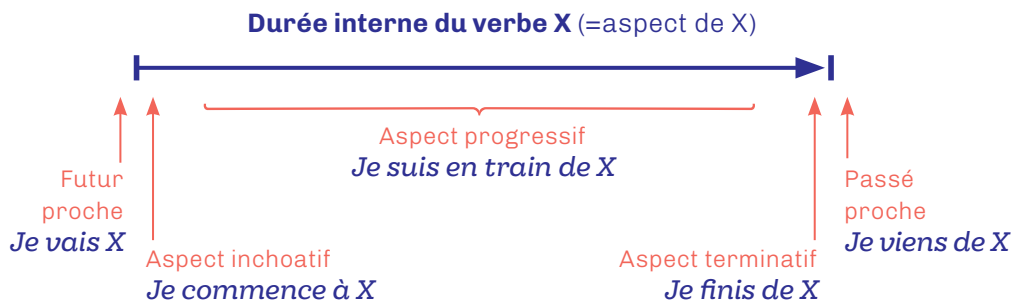 Durée interne du verbe X (=aspect de X)
Aspect progressif
Je suis en train de X
Futur
proche
Je vais X
Passé
proche
Je viens de X
Aspect inchoatif
Je commence à X
Aspect terminatif
Je finis de X